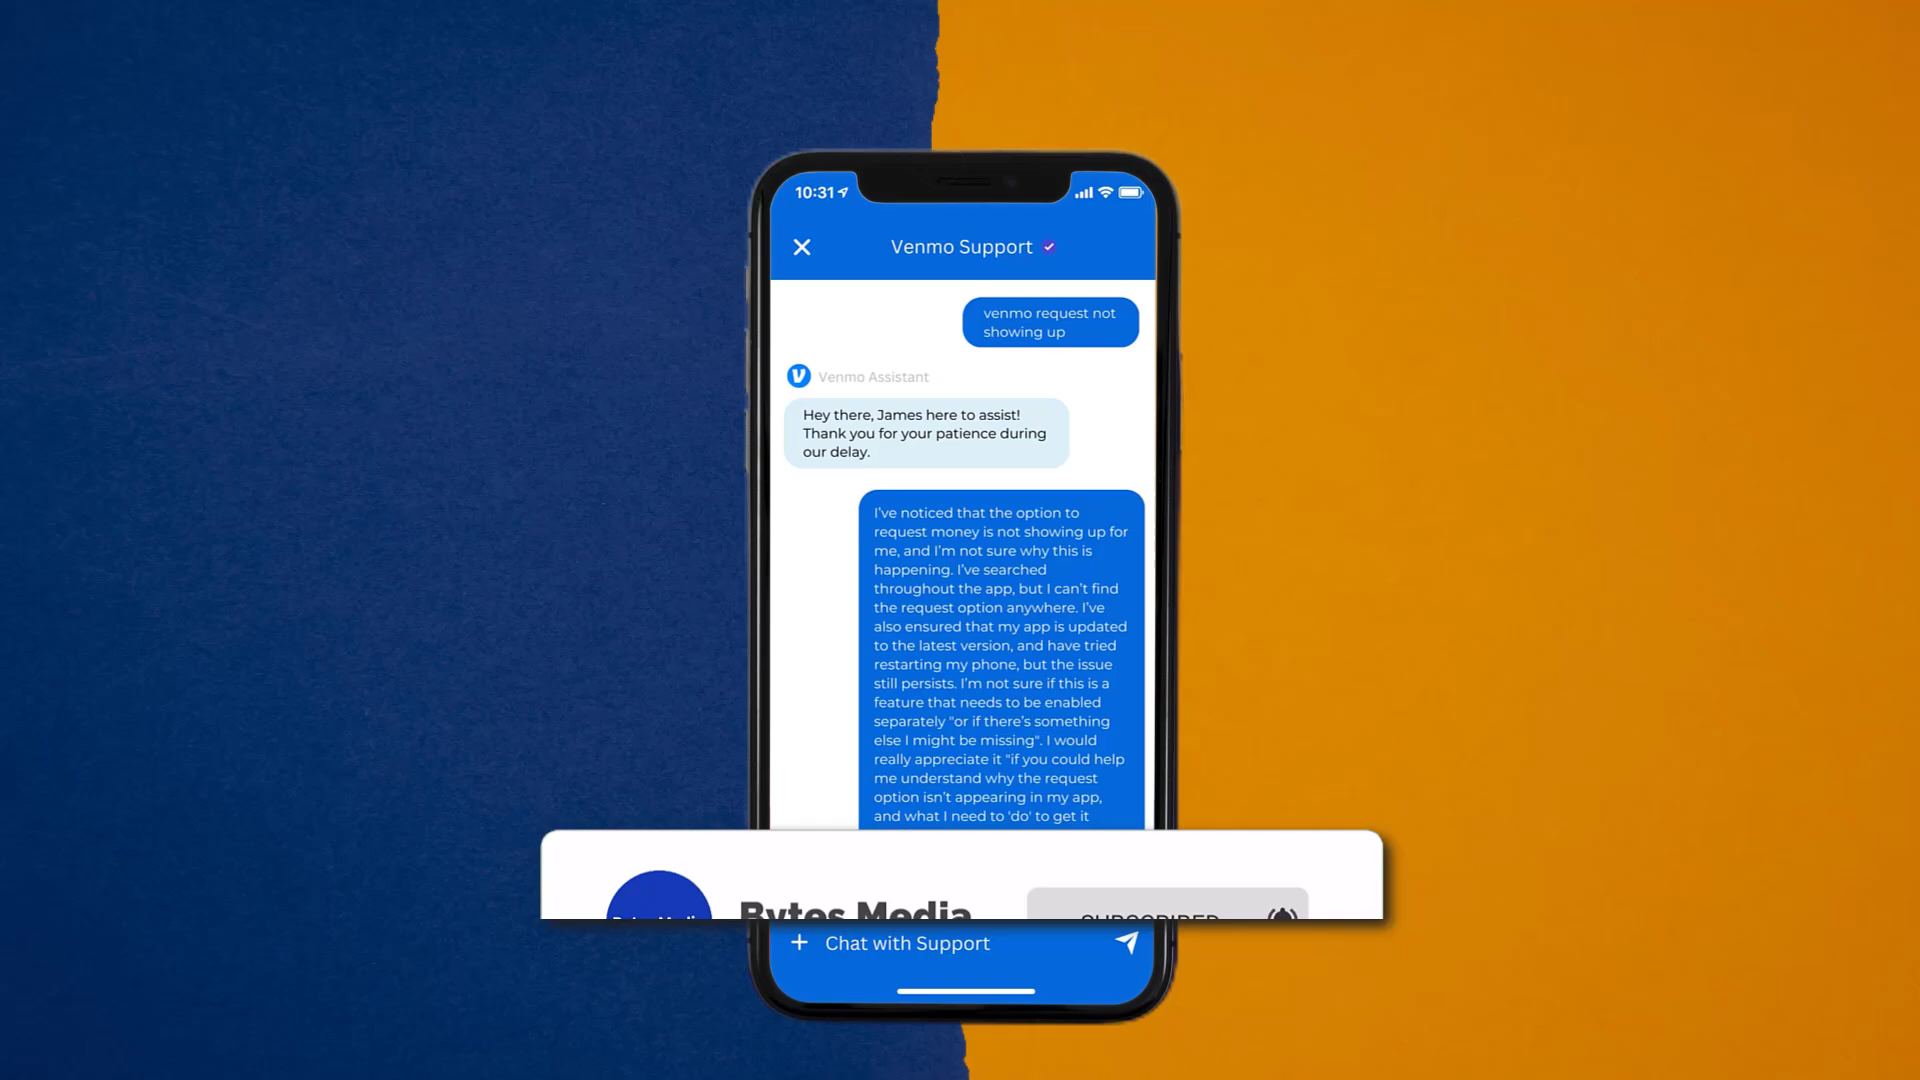 10:31
Venmo Support
venmo request not
showing up
Venmo Assistant
Hey there, James here to assist!
Thank you for your patience during
our delay.
I've noticed that the option to
request money is not showing up for
me, and I'm not sure why this is
happening. I've searched
throughout the app, but I can't find
the request option anywhere. I've
also ensured that my app is updated
to the latest version, and have tried
restarting my phone, but the issue
still persists. I'm not sure if this is a
feature that needs to be enabled
separately "or if there's something
else I might be missing". I would
really appreciate it "if you could help
me understand why the request
option isn't appearing in my app,
and what I need to 'do' to get it
Bytes Media
SUBSCRIBED
Chat with Support